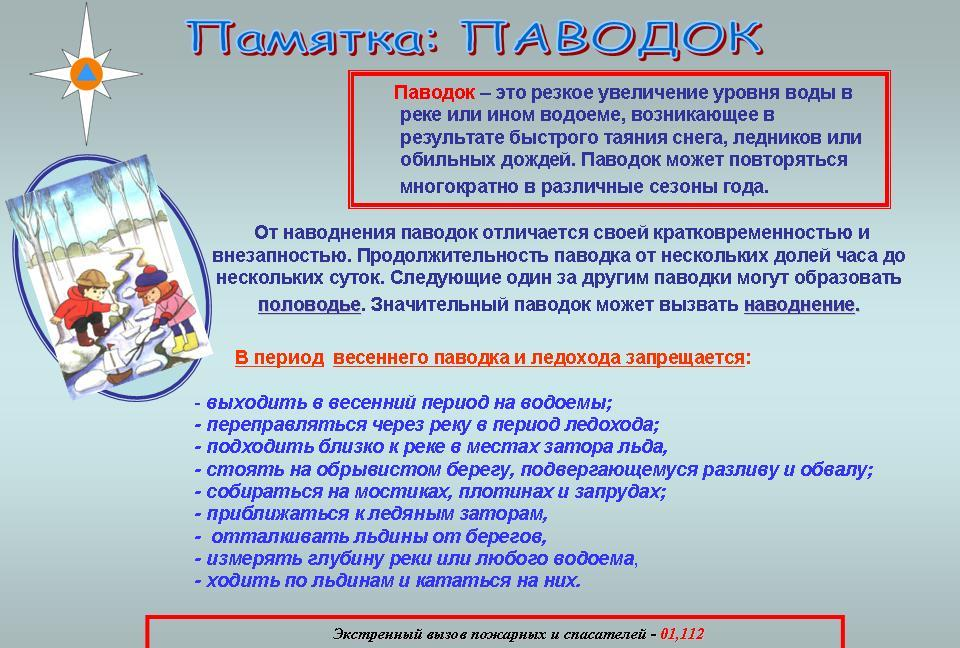 Памятка: ПАВОДОК
Паводок – это резкое увеличение уровня воды в
реке или ином водоеме, возникающее в
результате быстрого таяния снега, ледников или
обильных дождей. Паводок может повторяться
многократно в различные сезоны года.
От наводнения паводок отличается своей кратковременностью и
внезапностью. Продолжительность паводка от нескольких долей часа до
нескольких суток. Следующие один за другим паводки могут образовать
половодье. Значительный паводок может вызвать наводнение.
В период весеннего паводка и ледохода запрещается:
- выходить в весенний период на водоемы;
- переправляться через реку в период ледохода;
- подходить близко к реке в местах затора льда,
- стоять на обрывистом берегу, подвергающемуся разливу и обвалу;
- собираться на мостиках, плотинах и запрудах;
- приближаться к ледяным заторам,
- отталкивать льдины от берегов,
- измерять глубину реки или любого водоема,
- ходить по льдинам и кататься на них.
Экстренный вызов пожарных и спасателей - 01,112